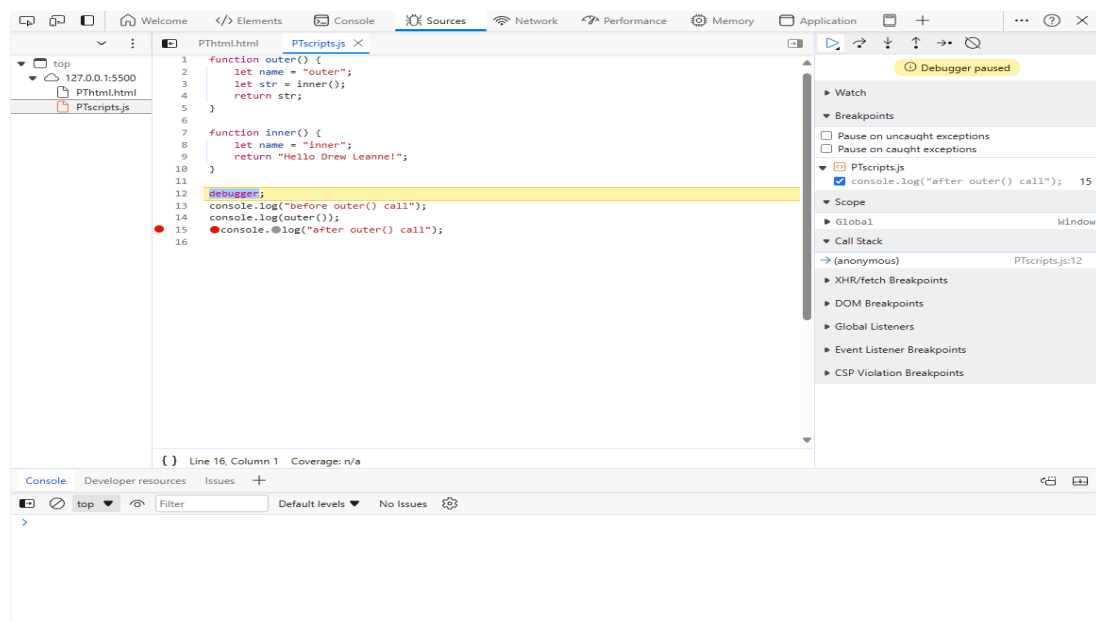 Welcome </> Elements Console Sources Network Performance Memory Application
PThtml.html PTscripts.js
top
127.0.0.1:5500
PThtml.html
PTscripts.js
1 function outer() {
2 let name = "outer";
3 let str = inner();
4 return str;
5 }
6
7 function inner() {
8 let name = "inner";
9 return "Hello Drew Leanne!";
10 }
11
12 debugger;
13 console.log("before outer() call");
14 console.log(outer());
15 console.log("after outer() call");
16
{ } Line 16, Column 1 Coverage: n/a
Debugger paused
Watch
Breakpoints
Pause on uncaught exceptions
Pause on caught exceptions
PTscripts.js
console.log("after outer() call"); 15
Scope
Global Window
Call Stack
(anonymous) PTscripts.js:12
XHR/fetch Breakpoints
DOM Breakpoints
Global Listeners
Event Listener Breakpoints
CSP Violation Breakpoints
Console Developer resources Issues
top Filter Default levels No Issues
>